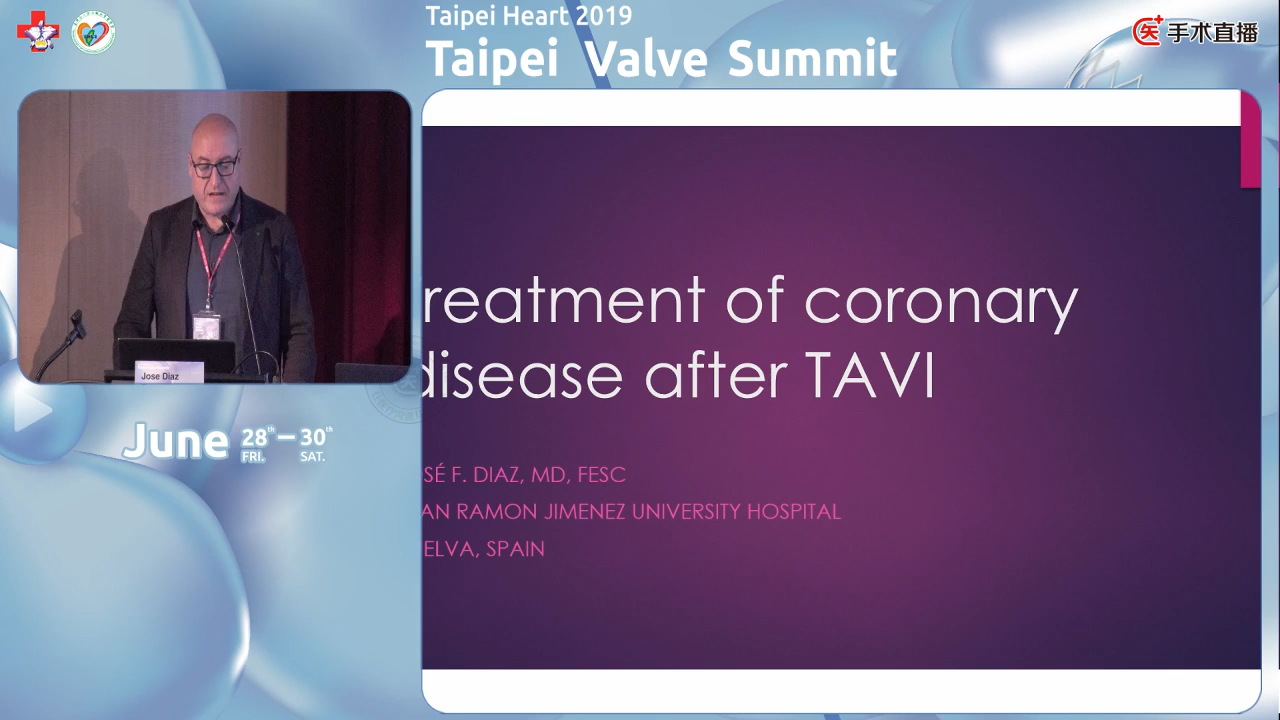 Taipei Heart 2019
Taipei Valve Summit
手术直播
reatment of coronary
disease after TAVI
SÉ F. DIAZ, MD, FESC
AN RAMON JIMENEZ UNIVERSITY HOSPITAL
ELVA, SPAIN
Jose Diaz
June 28th – 30th
FRI. SAT.